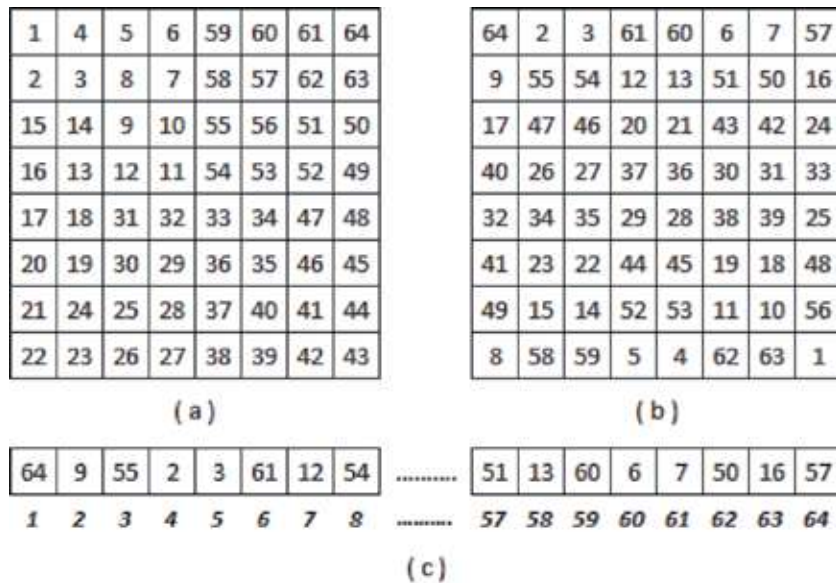 1 4 5 6 59 60 61 64 64 2 3 61 60 6 7 57
2 3 8 7 58 57 62 63 9 55 54 12 13 51 50 16
15 14 9 10 55 56 51 50 17 47 46 20 21 43 42 24
16 13 12 11 54 53 52 49 40 26 27 37 36 30 31 33
17 18 31 32 33 34 47 48 32 34 35 29 28 38 39 25
20 19 30 29 36 35 46 45 41 23 22 44 45 19 18 48
21 24 25 28 37 40 41 44 49 15 14 52 53 11 10 56
22 23 26 27 38 39 42 43 8 58 59 5 4 62 63 1
( a ) ( b )
64 9 55 2 3 61 12 54 .......... 51 13 60 6 7 50 16 57
1 2 3 4 5 6 7 8 .......... 57 58 59 60 61 62 63 64
( c )